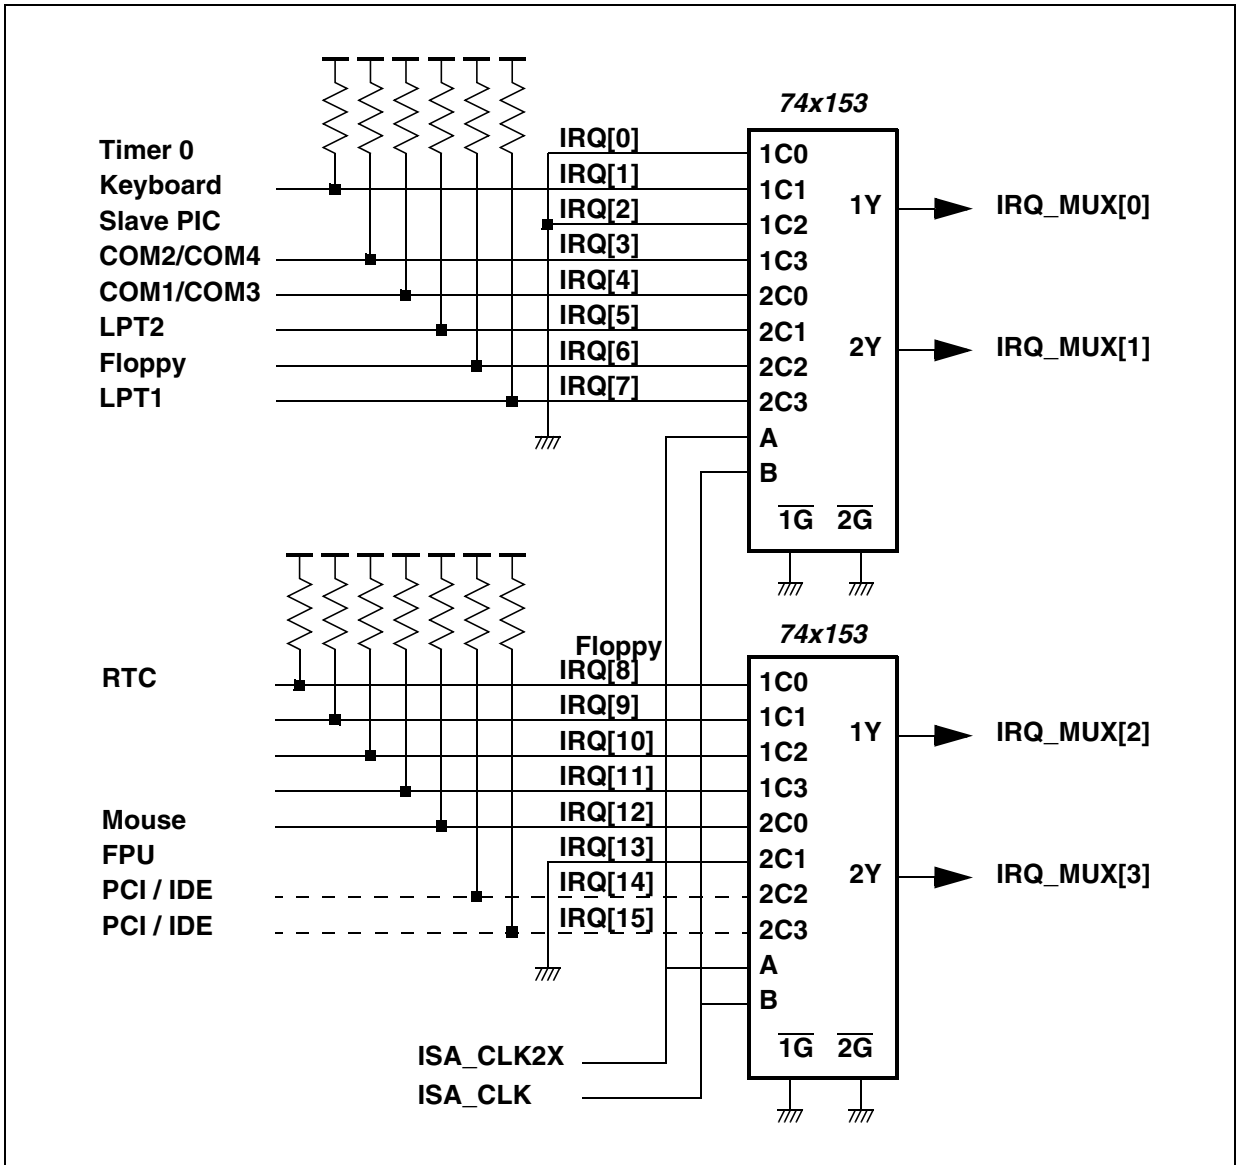 74x153
Timer 0 IRQ[0] 1C0
Keyboard IRQ[1] 1C1
1Y IRQ_MUX[0]
Slave PIC IRQ[2] 1C2
COM2/COM4 IRQ[3] 1C3
COM1/COM3 IRQ[4] 2C0
LPT2 IRQ[5] 2C1
2Y IRQ_MUX[1]
Floppy IRQ[6] 2C2
LPT1 IRQ[7] 2C3
A
B
1G 2G
74x153
Floppy
RTC IRQ[8] 1C0
IRQ[9] 1C1
1Y IRQ_MUX[2]
IRQ[10] 1C2
IRQ[11] 1C3
Mouse IRQ[12] 2C0
FPU IRQ[13] 2C1
2Y IRQ_MUX[3]
PCI / IDE IRQ[14] 2C2
PCI / IDE IRQ[15] 2C3
A
B
1G 2G
ISA_CLK2X
ISA_CLK